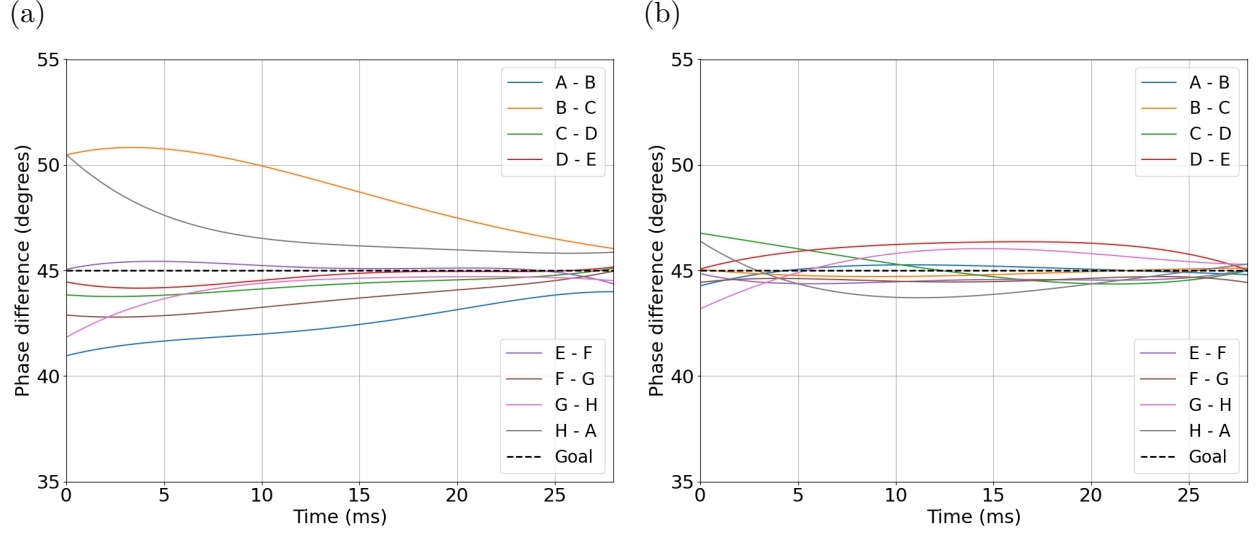 (a)
Phase difference (degrees)
55
50
45
40
35
0 5 10 15 20 25
Time (ms)
A - B
B - C
C - D
D - E
E - F
F - G
G - H
H - A
Goal
(b)
Phase difference (degrees)
55
50
45
40
35
0 5 10 15 20 25
Time (ms)
A - B
B - C
C - D
D - E
E - F
F - G
G - H
H - A
Goal